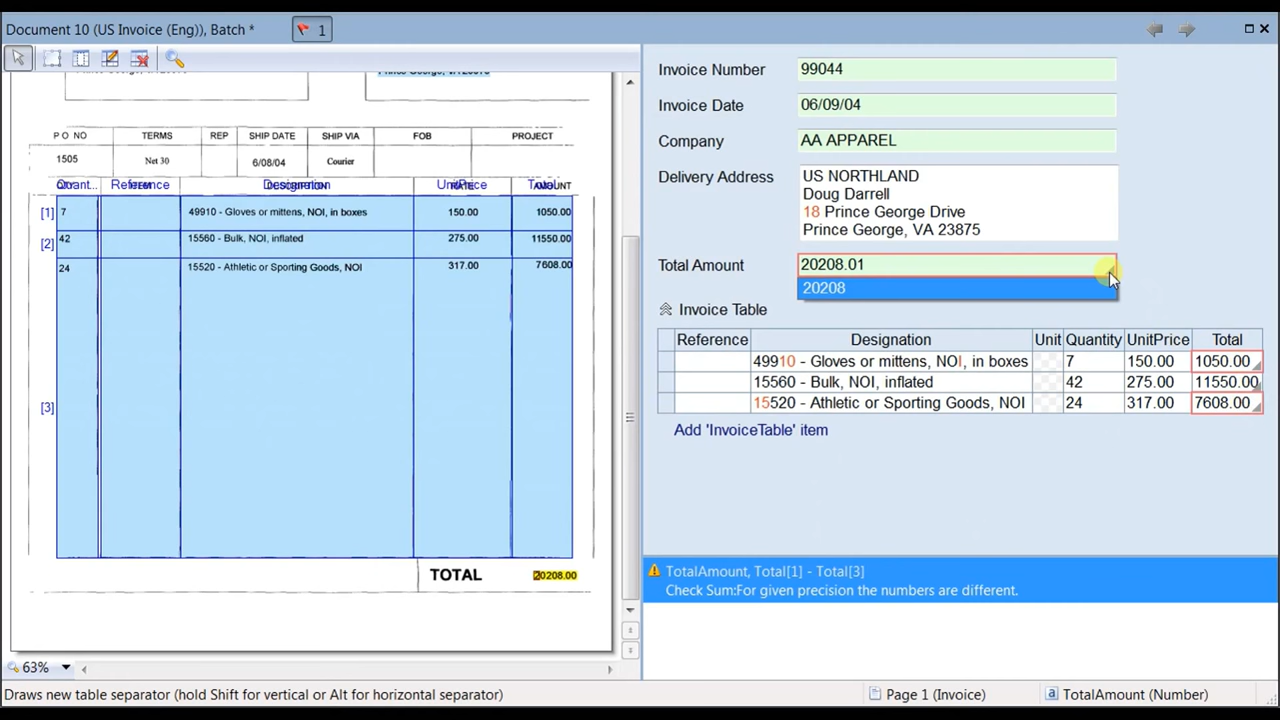 Document 10 (US Invoice (Eng)), Batch *
1
P O NO TERMS REP SHIP DATE SHIP VIA FOB PROJECT
1505 Net 30 6/08/04 Courier
Quant... Reference Designation UnitPrice Total
[1] 7 49910 - Gloves or mittens, NOI, in boxes 150.00 1050.00
[2] 42 15560 - Bulk, NOI, inflated 275.00 11550.00
24 15520 - Athletic or Sporting Goods, NOI 317.00 7608.00
[3]
TOTAL 20208.00
63%
Invoice Number 99044
Invoice Date 06/09/04
Company AA APPAREL
Delivery Address US NORTHLAND
Doug Darrell
18 Prince George Drive
Prince George, VA 23875
Total Amount 20208.01
20208
Invoice Table
Reference Designation Unit Quantity UnitPrice Total
49910 - Gloves or mittens, NOI, in boxes 7 150.00 1050.00
15560 - Bulk, NOI, inflated 42 275.00 11550.00
15520 - Athletic or Sporting Goods, NOI 24 317.00 7608.00
Add 'InvoiceTable' item
TotalAmount, Total[1] - Total[3]
Check Sum:For given precision the numbers are different.
Draws new table separator (hold Shift for vertical or Alt for horizontal separator) Page 1 (Invoice) a TotalAmount (Number)